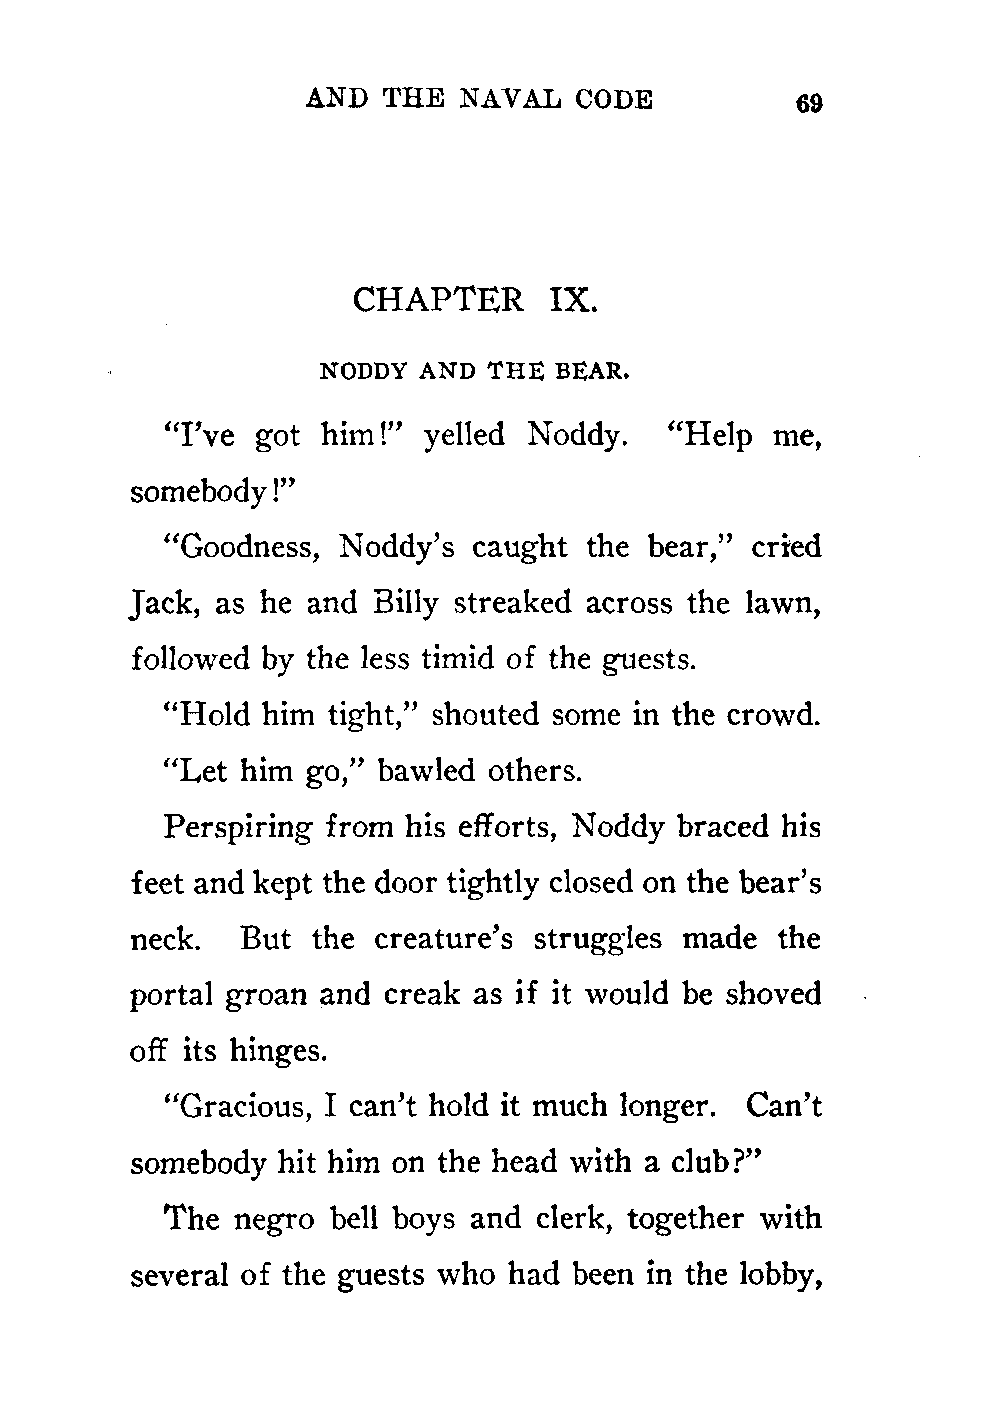 AND THE NAVAL CODE 69
CHAPTER IX.
NODDY AND THE BEAR.
“I’ve got him!” yelled Noddy. “Help me,
somebody!”
“Goodness, Noddy’s caught the bear,” cried
Jack, as he and Billy streaked across the lawn,
followed by the less timid of the guests.
“Hold him tight,” shouted some in the crowd.
“Let him go,” bawled others.
Perspiring from his efforts, Noddy braced his
feet and kept the door tightly closed on the bear’s
neck. But the creature’s struggles made the
portal groan and creak as if it would be shoved
off its hinges.
“Gracious, I can’t hold it much longer. Can’t
somebody hit him on the head with a club?”
The negro bell boys and clerk, together with
several of the guests who had been in the lobby,